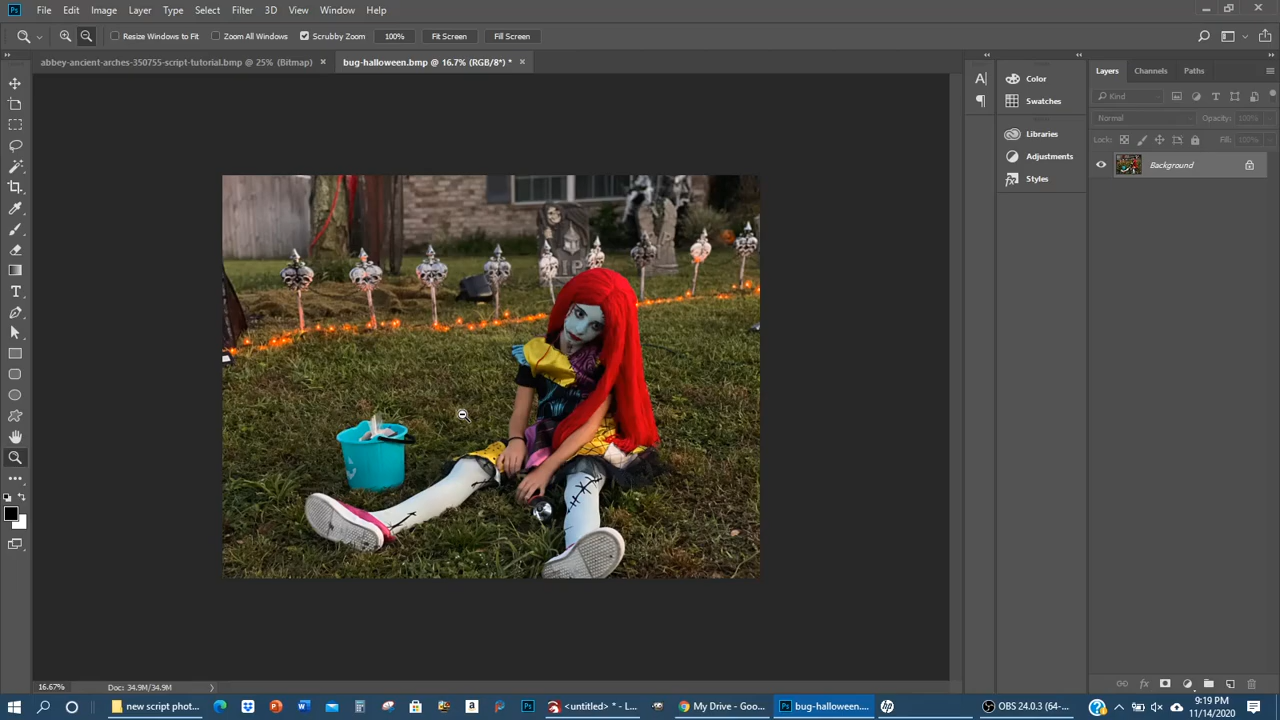 Ps File Edit Image Layer Type Select Filter 3D View Window Help
Resize Windows to Fit Zoom All Windows Scrubby Zoom 100% Fit Screen Fill Screen
abbey-ancient-arches-350755-script-tutorial.bmp @ 25% (Bitmap) × bug-halloween.bmp @ 16.7% (RGB/8*) * ×
Color
Swatches
Libraries
Adjustments
Styles
Layers Channels Paths
Kind
Normal Opacity: 100%
Lock: Fill: 100%
Background
RIP
16.67% Doc: 34.9M/34.9M
new script phot... <untitled> * - L... My Drive - Goo... bug-halloween.... OBS 24.0.3 (64-...
9:19 PM
11/14/2020